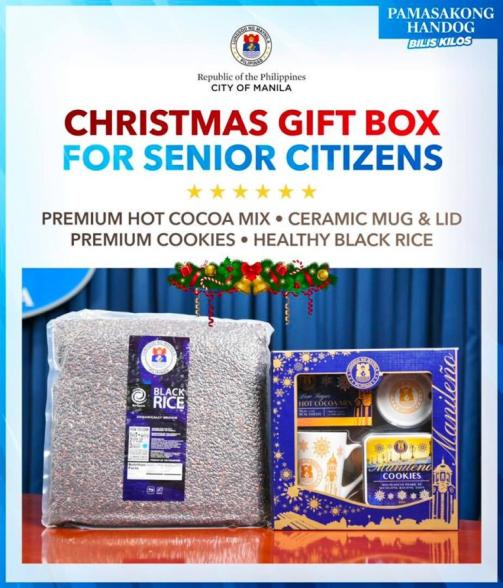 PAMASAKONG
HANDOG
BILIS KILOS
Republic of the Philippines
CITY OF MANILA
CHRISTMAS GIFT BOX
FOR SENIOR CITIZENS
PREMIUM HOT COCOA MIX • CERAMIC MUG & LID
PREMIUM COOKIES • HEALTHY BLACK RICE
BLACK
RICE
HOT COCOA MIX
Manileño
Manileño
COOKIES